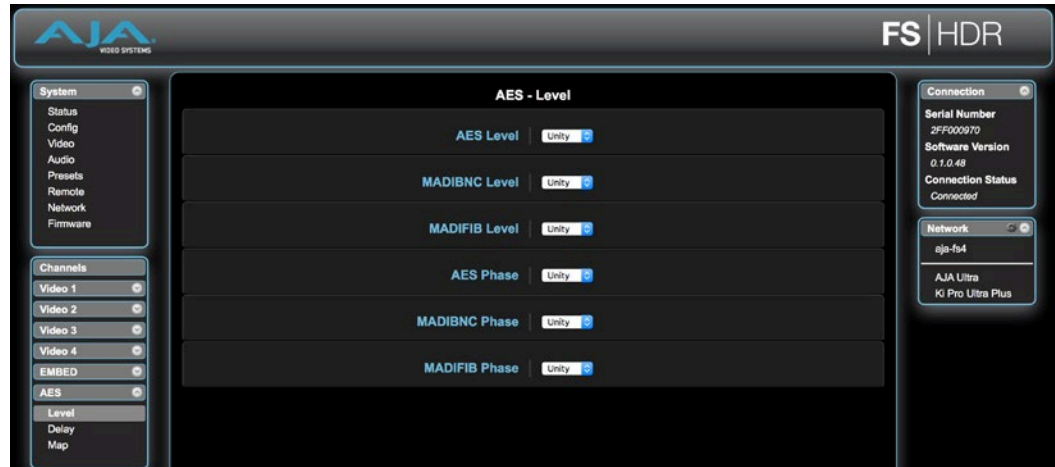 AJA
VIDEO SYSTEMS
FS|HDR
System
Status
Config
Video
Audio
Presets
Remote
Network
Firmware
Channels
Video 1
Video 2
Video 3
Video 4
EMBED
AES
Level
Delay
Map
AES - Level
AES Level Unity
MADIBNC Level Unity
MADIFIB Level Unity
AES Phase Unity
MADIBNC Phase Unity
MADIFIB Phase Unity
Connection
Serial Number
2FF000970
Software Version
0.1.0.48
Connection Status
Connected
Network
aja-fs4
AJA Ultra
Ki Pro Ultra Plus